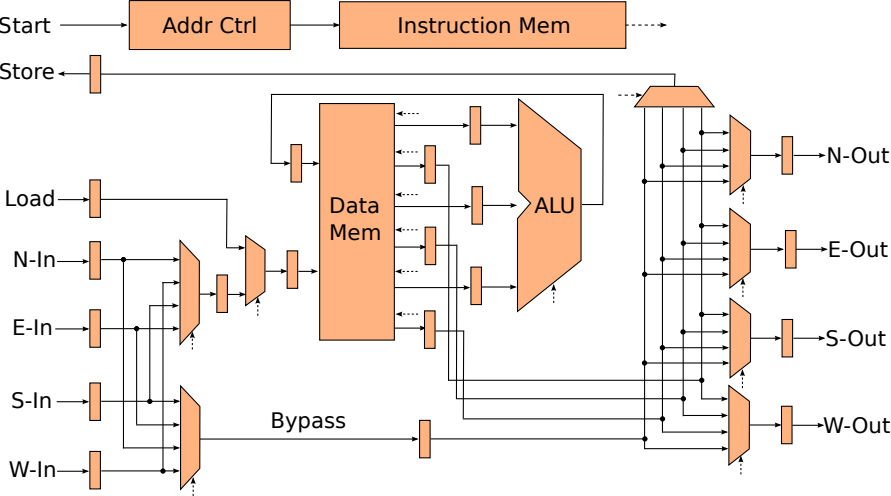 Start
Addr Ctrl
Instruction Mem
Store
Load
Data
Mem
ALU
N-In
E-In
S-In
W-In
Bypass
N-Out
E-Out
S-Out
W-Out